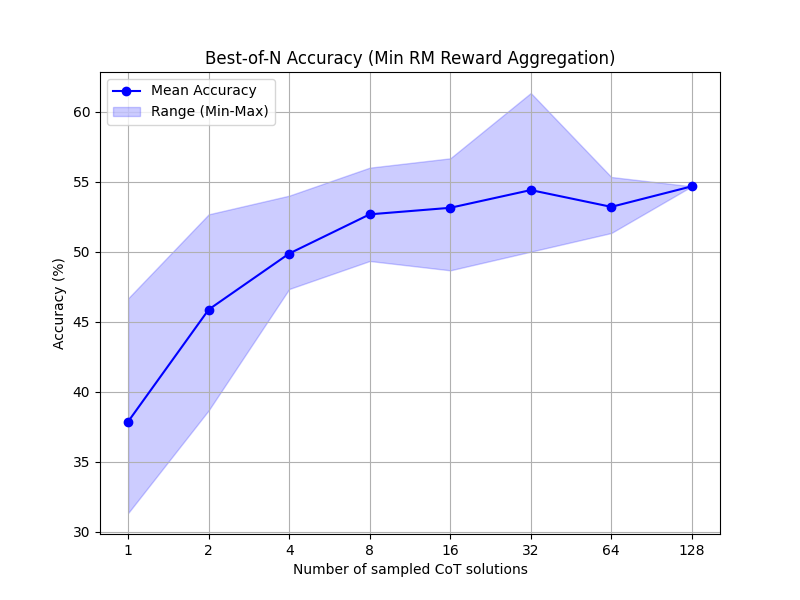 Best-of-N Accuracy (Min RM Reward Aggregation)
Mean Accuracy
Range (Min-Max)
Accuracy (%)
60
55
50
45
40
35
30
1 2 4 8 16 32 64 128
Number of sampled CoT solutions